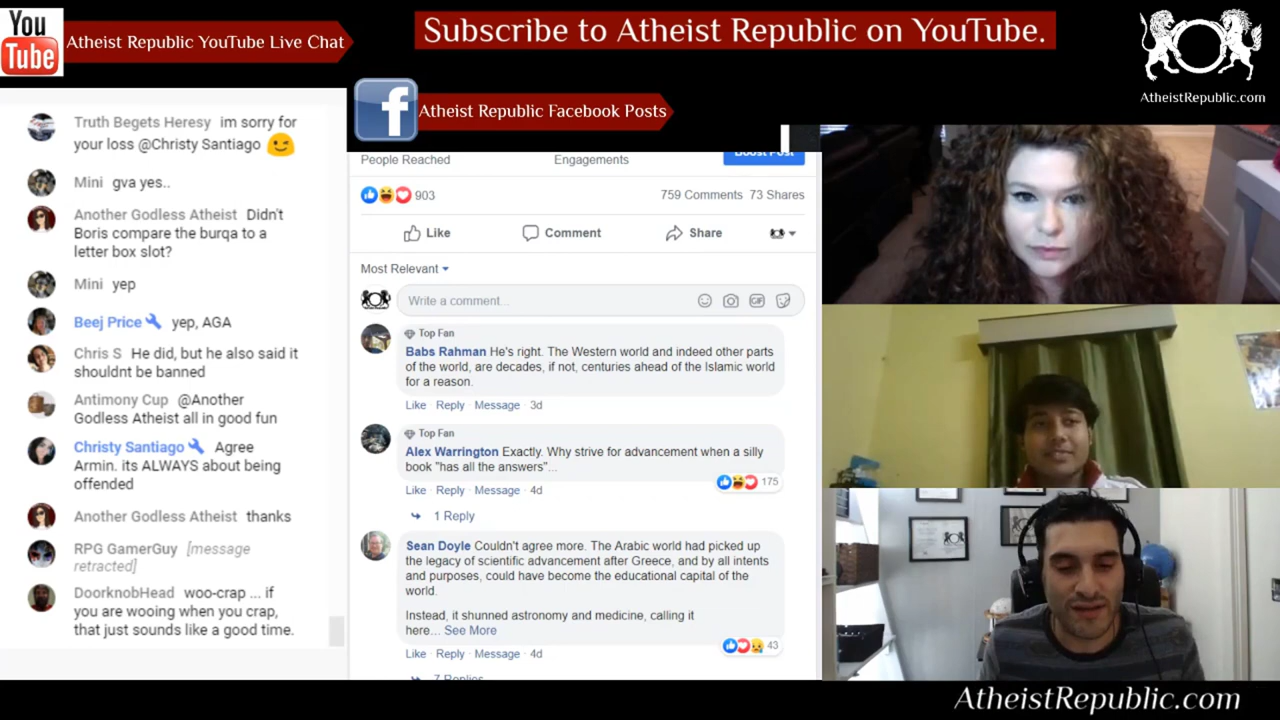 You
Tube
Atheist Republic YouTube Live Chat
Subscribe to Atheist Republic on YouTube.
AtheistRepublic.com
f
Atheist Republic Facebook Posts
Truth Begets Heresy im sorry for
your loss @Christy Santiago 😉
Mini gva yes..
Another Godless Atheist Didn't
Boris compare the burqa to a
letter box slot?
Mini yep
Beej Price yep, AGA
Chris S He did, but he also said it
shouldnt be banned
Antimony Cup @Another
Godless Atheist all in good fun
Christy Santiago Agree
Armin. its ALWAYS about being
offended
Another Godless Atheist thanks
RPG GamerGuy [message
retracted]
DoorknobHead woo-crap ... if
you are wooing when you crap,
that just sounds like a good time.
People Reached Engagements Boost Post
903 759 Comments 73 Shares
Like Comment Share
Most Relevant
Write a comment... GIF
Top Fan
Babs Rahman He's right. The Western world and indeed other parts
of the world, are decades, if not, centuries ahead of the Islamic world
for a reason.
Like · Reply · Message · 3d
Top Fan
Alex Warrington Exactly. Why strive for advancement when a silly
book "has all the answers"...
175
Like · Reply · Message · 4d
1 Reply
Sean Doyle Couldn't agree more. The Arabic world had picked up
the legacy of scientific advancement after Greece, and by all intents
and purposes, could have become the educational capital of the
world.
Instead, it shunned astronomy and medicine, calling it
here... See More
43
Like · Reply · Message · 4d
7 Replies
AtheistRepublic.com